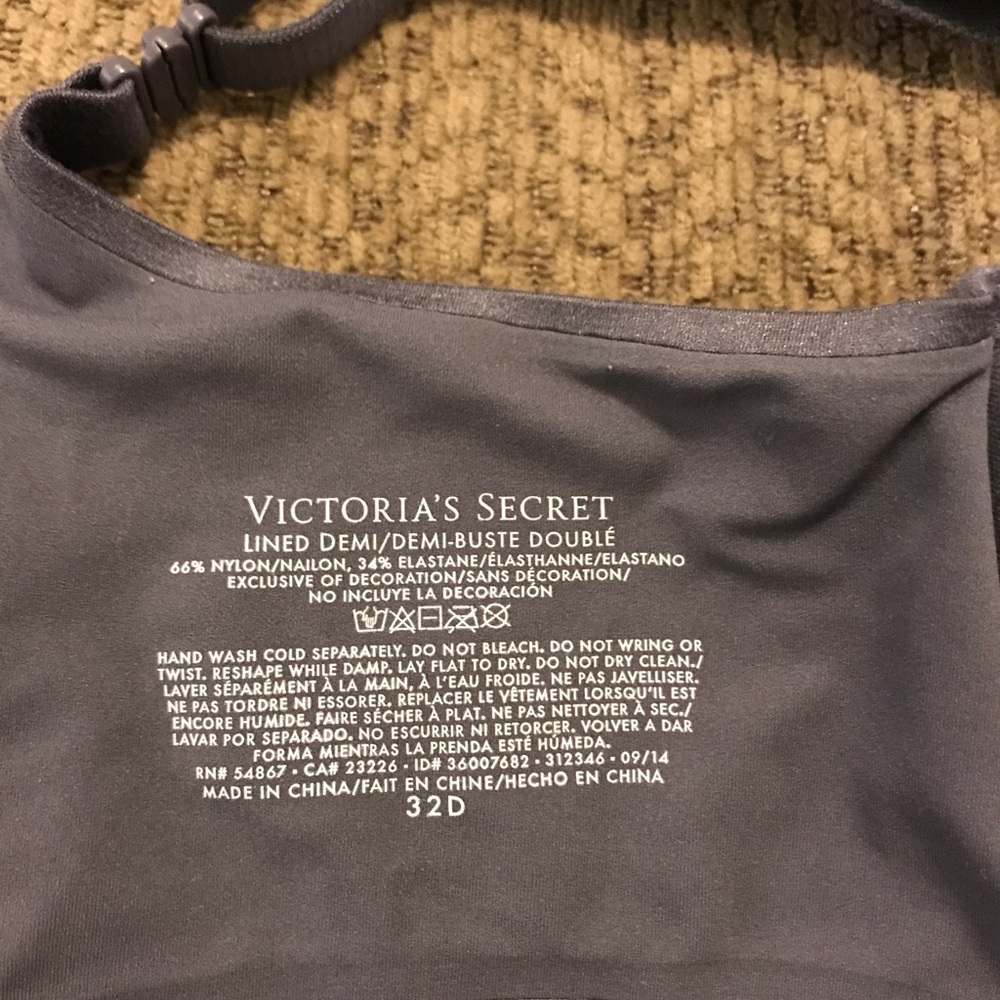 VICTORIA'S SECRET
LINED DEMI/DEMI-BUSTE DOUBLÉ
66% NYLON/NAILON, 34% ELASTANE/ÉLASTHANNE/ELASTANO
EXCLUSIVE OF DECORATION/SANS DÉCORATION/
NO INCLUYE LA DECORACIÓN
HAND WASH COLD SEPARATELY. DO NOT BLEACH. DO NOT WRING OR
TWIST. RESHAPE WHILE DAMP. LAY FLAT TO DRY. DO NOT DRY CLEAN./
LAVER SÉPARÉMENT À LA MAIN, À L'EAU FROIDE. NE PAS JAVELLISER.
NE PAS TORDRE NI ESSORER. REPLACER LE VÊTEMENT LORSQU'IL EST
ENCORE HUMIDE. FAIRE SÉCHER À PLAT. NE PAS NETTOYER À SEC./
LAVAR POR SEPARADO. NO ESCURRIR NI RETORCER. VOLVER A DAR
FORMA MIENTRAS LA PRENDA ESTÉ HÚMEDA.
RN# 54867 • CA# 23226 • ID# 36007682 • 312346 • 09/14
MADE IN CHINA/FAIT EN CHINE/HECHO EN CHINA
32D